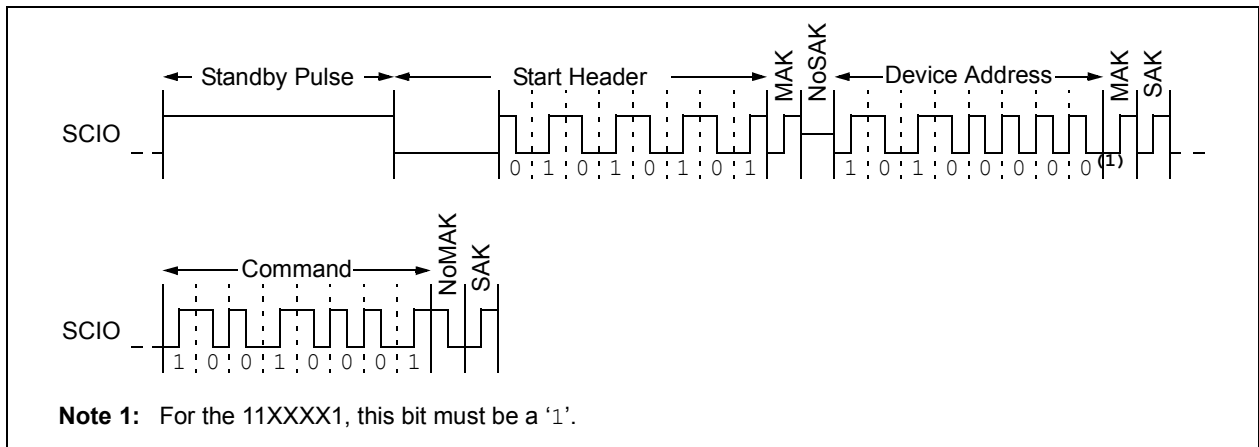 Standby Pulse Start Header MAK NoSAK Device Address MAK SAK
SCIO
0 1 0 1 0 1 0 1 1 0 1 0 0 0 0 0(1)
Command NoMAK SAK
SCIO
1 0 0 1 0 0 0 1
Note 1: For the 11XXXX1, this bit must be a ‘1’.